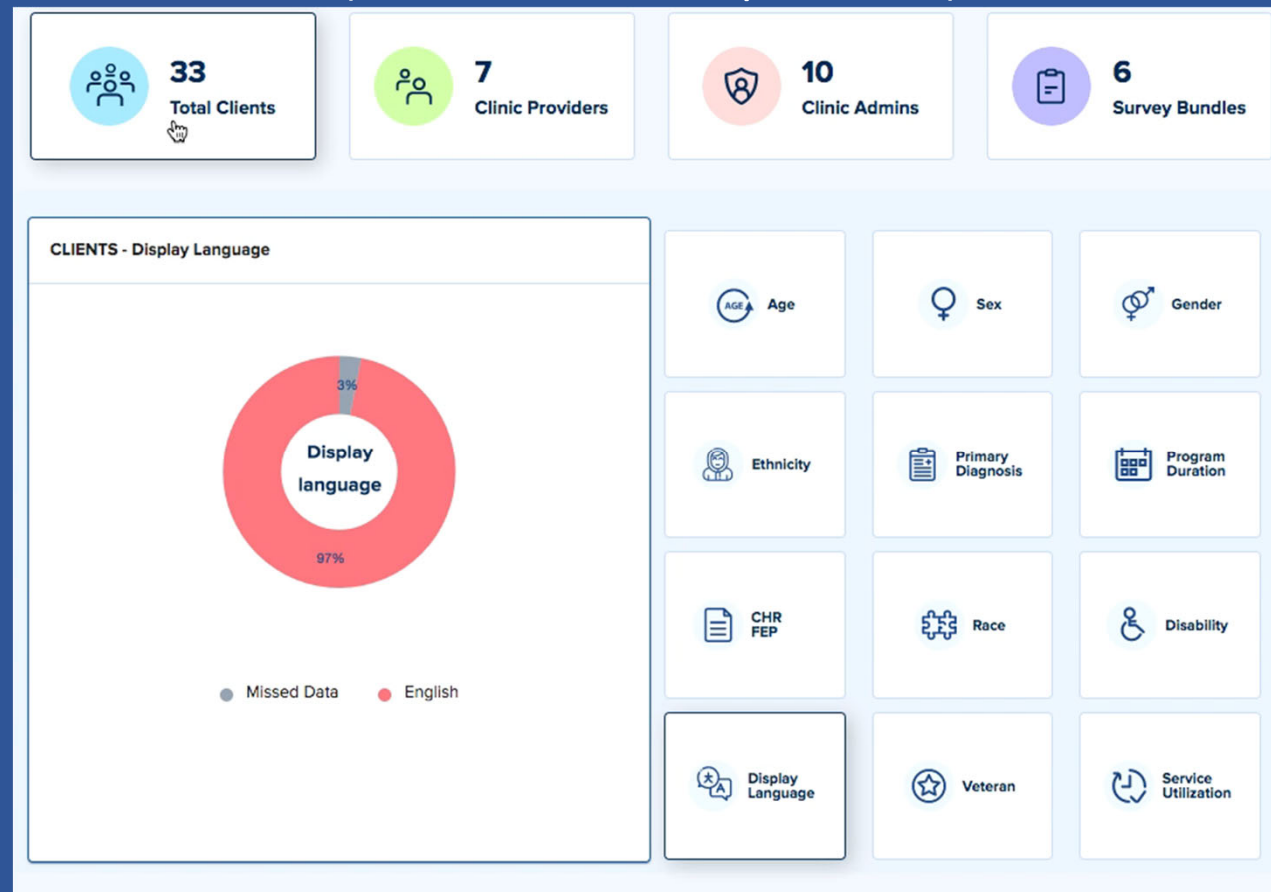 33
Total Clients
7
Clinic Providers
10
Clinic Admins
6
Survey Bundles
CLIENTS - Display Language
3%
Display
language
97%
Missed Data
English
AGE
Age
Sex
Gender
Ethnicity
Primary
Diagnosis
Program
Duration
CHR
FEP
Race
Disability
A
Display
Language
Veteran
Service
Utilization